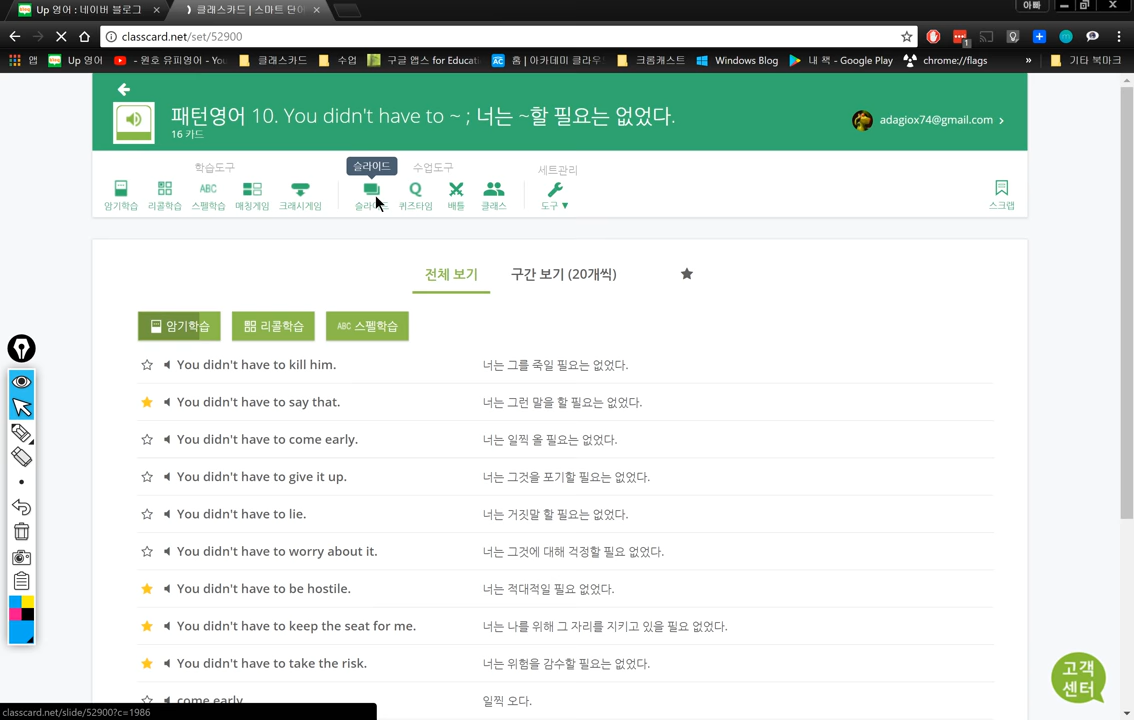 Up 영어 : 네이버 블로그
클래스카드 | 스마트 단어
아빠
classcard.net/set/52900
앱
Up 영어
- 원호 유피영어 - You
클래스카드
수업
구글 앱스 for Educati
홈 | 아카데미 클라우
크롬캐스트
Windows Blog
내 책 - Google Play
chrome://flags
»
기타 북마크
패턴영어 10. You didn't have to ~ ; 너는 ~할 필요는 없었다.
16 카드
adagiox74@gmail.com
학습도구
슬라이드
수업도구
세트관리
암기학습
리콜학습
ABC
스펠학습
매칭게임
크래시게임
슬라이드
Q
퀴즈타임
배틀
클래스
도구 ▼
스크랩
전체 보기
구간 보기 (20개씩)
암기학습
리콜학습
ABC 스펠학습
You didn't have to kill him.
너는 그를 죽일 필요는 없었다.
You didn't have to say that.
너는 그런 말을 할 필요는 없었다.
You didn't have to come early.
너는 일찍 올 필요는 없었다.
You didn't have to give it up.
너는 그것을 포기할 필요는 없었다.
You didn't have to lie.
너는 거짓말 할 필요는 없었다.
You didn't have to worry about it.
너는 그것에 대해 걱정할 필요 없었다.
You didn't have to be hostile.
너는 적대적일 필요 없었다.
You didn't have to keep the seat for me.
너는 나를 위해 그 자리를 지키고 있을 필요 없었다.
You didn't have to take the risk.
너는 위험을 감수할 필요는 없었다.
come early
일찍 오다.
고객
센터
classcard.net/slide/52900?c=1986